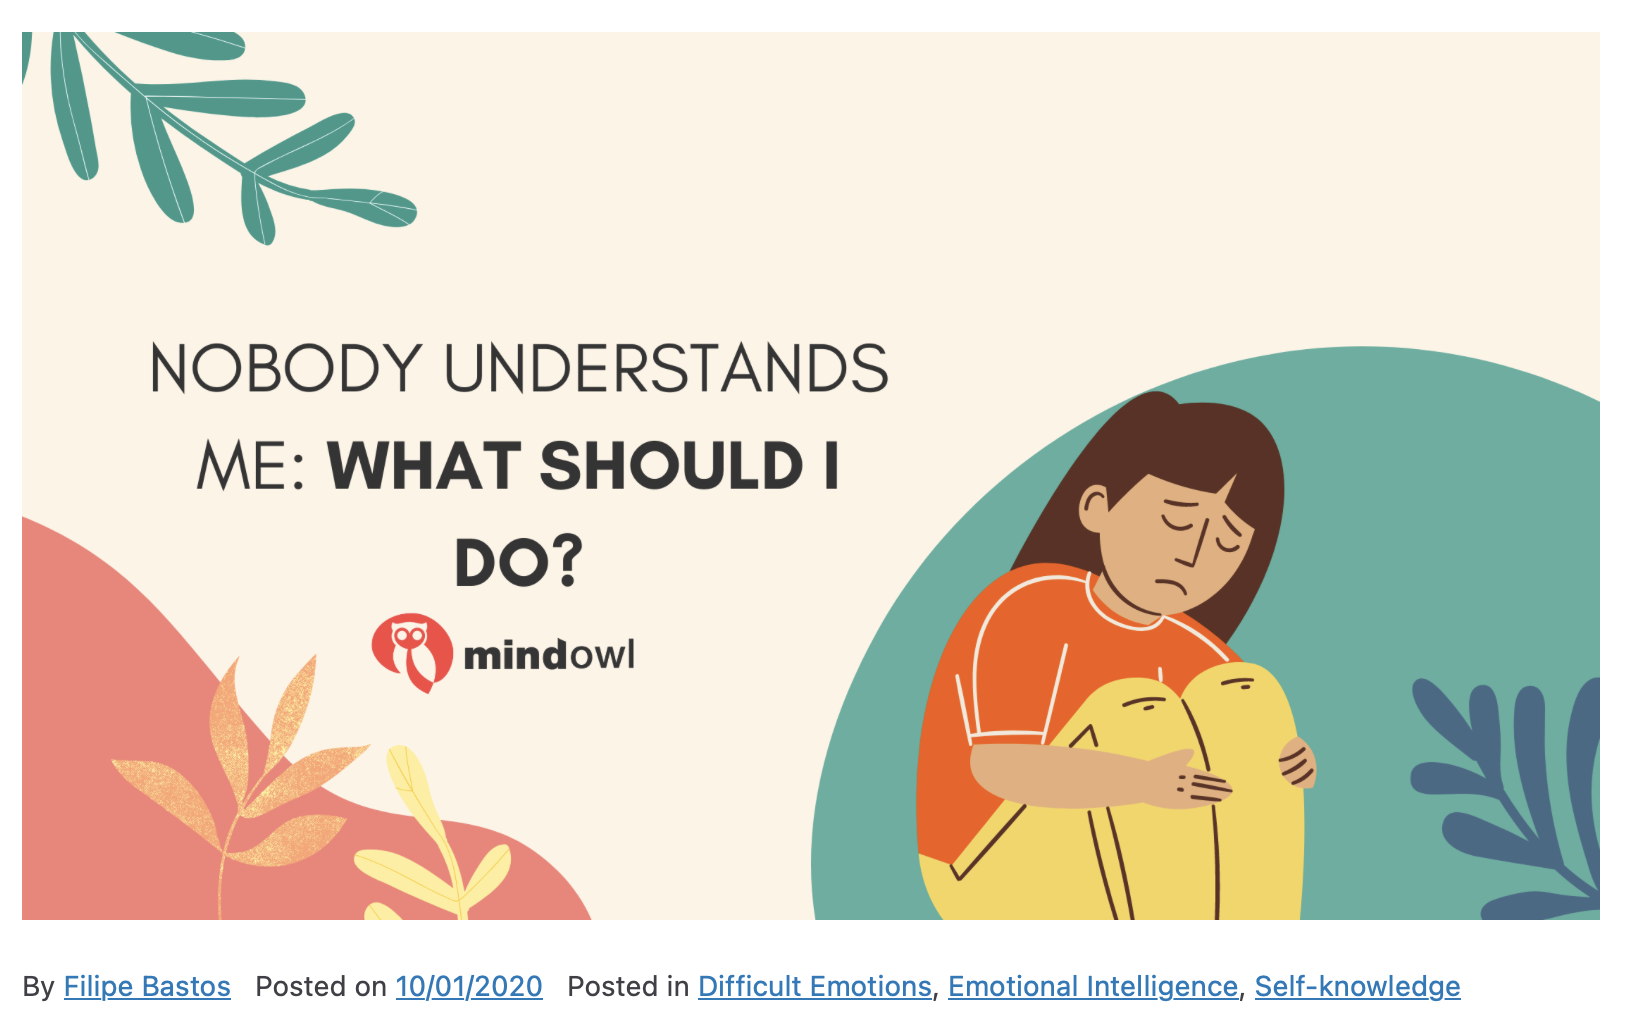 NOBODY UNDERSTANDS
ME: WHAT SHOULD I
DO?
mindowl
By Filipe Bastos Posted on 10/01/2020 Posted in Difficult Emotions, Emotional Intelligence, Self-knowledge